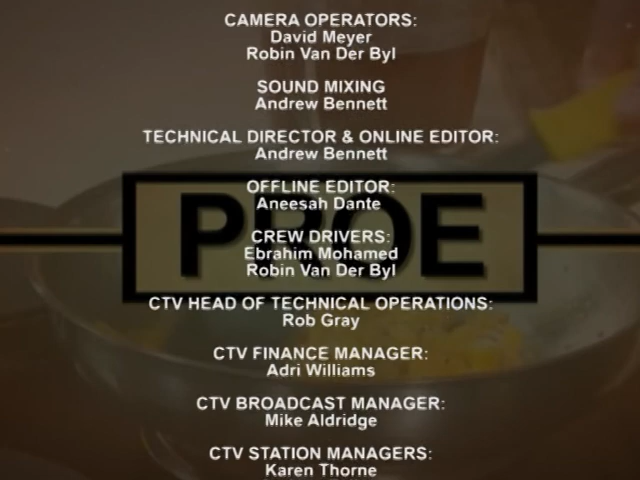 CAMERA OPERATORS:
David Meyer
Robin Van Der Byl
SOUND MIXING
Andrew Bennett
TECHNICAL DIRECTOR & ONLINE EDITOR:
Andrew Bennett
OFFLINE EDITOR:
Aneesah Dante
PROE
CREW DRIVERS:
Ebrahim Mohamed
Robin Van Der Byl
CTV HEAD OF TECHNICAL OPERATIONS:
Rob Gray
CTV FINANCE MANAGER:
Adri Williams
CTV BROADCAST MANAGER:
Mike Aldridge
CTV STATION MANAGERS:
Karen Thorne